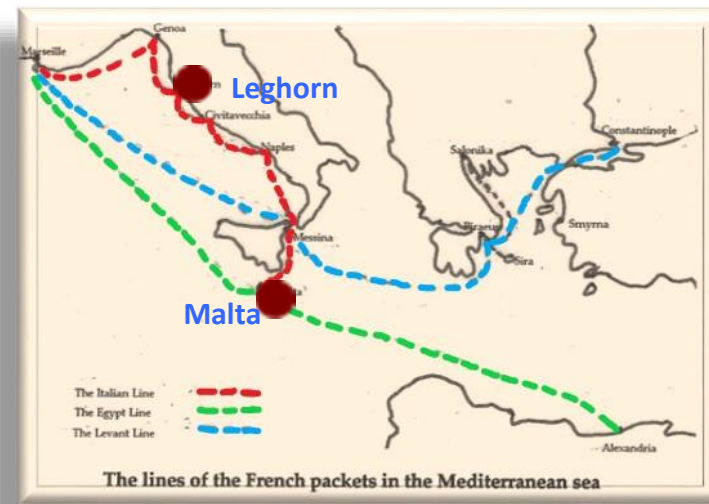 Genoa
Marseille
Leghorn
Civitavecchia
Naples
Constantinople
Salonika
Messina
Piraeus
Smyrna
Sira
Malta
The Italian Line
The Egypt Line
The Levant Line
Alexandria
The lines of the French packets in the Mediterranean sea